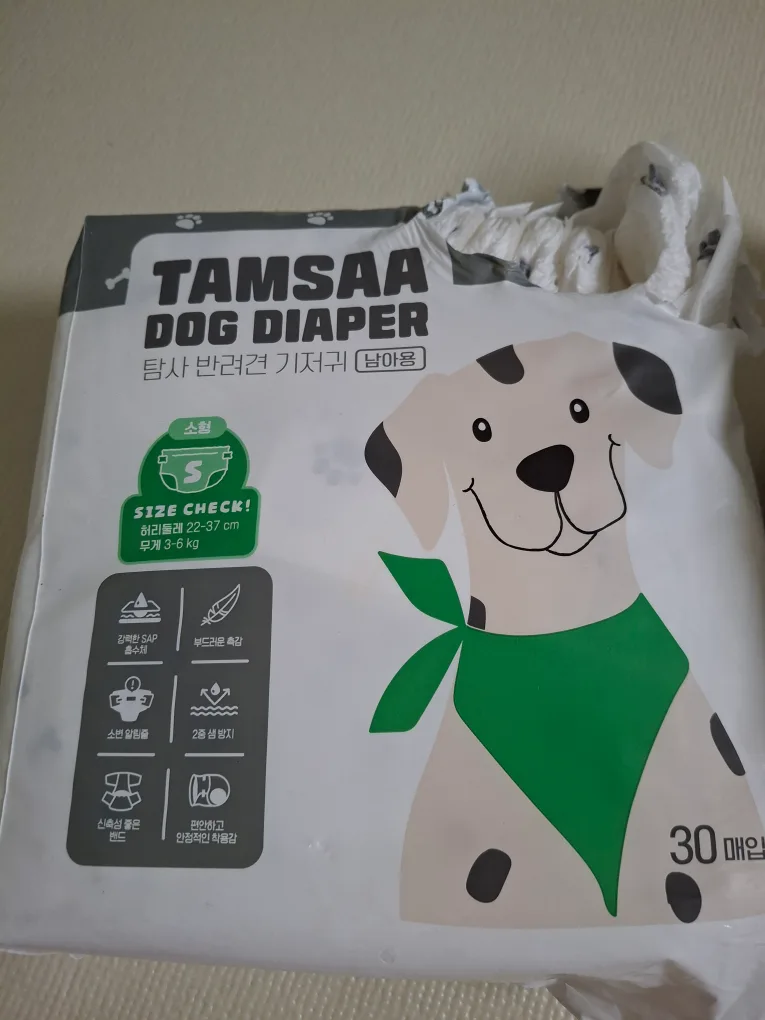 TAMSAA
DOG DIAPER
탐사 반려견 기저귀 남아용
소형
S
SIZE CHECK!
허리둘레 22-37 cm
무게 3-6 kg
강력한 SAP
흡수체
부드러운 촉감
소변 알림줄
2중 샘 방지
신축성 좋은
밴드
편안하고
안정적인 착용감
30 매입